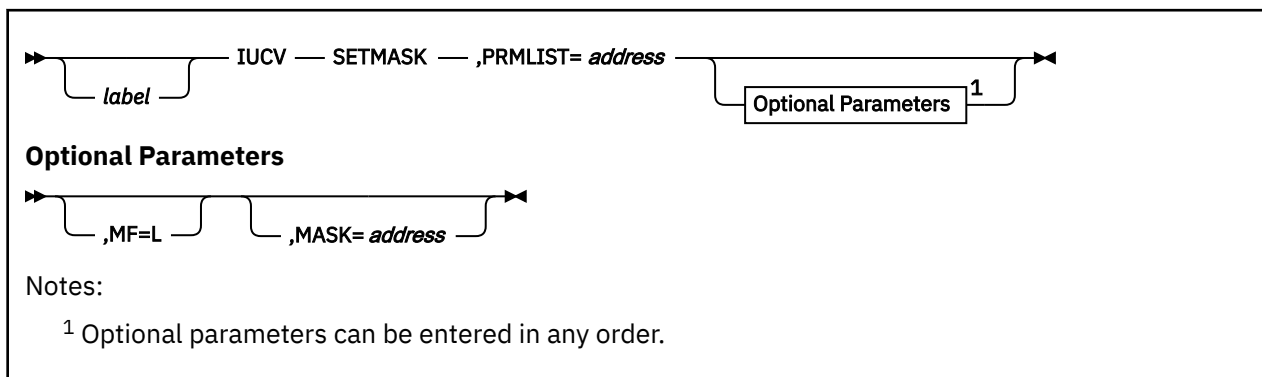 IUCV SETMASK ,PRMLIST= address
label
Optional Parameters 1
Optional Parameters
,MF=L ,MASK= address
Notes:
1 Optional parameters can be entered in any order.